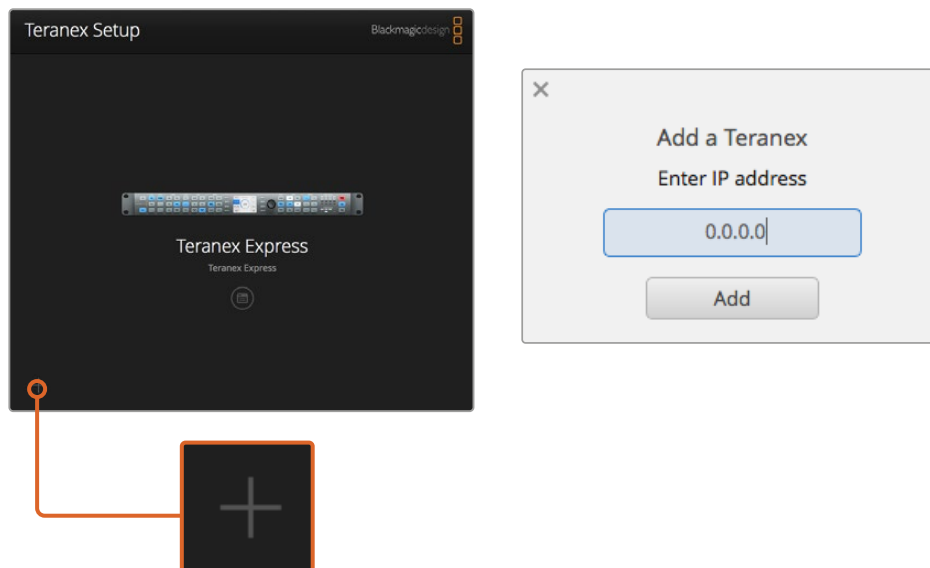 Teranex Setup
Blackmagicdesign
Teranex Express
Teranex Express
Add a Teranex
Enter IP address
0.0.0.0
Add